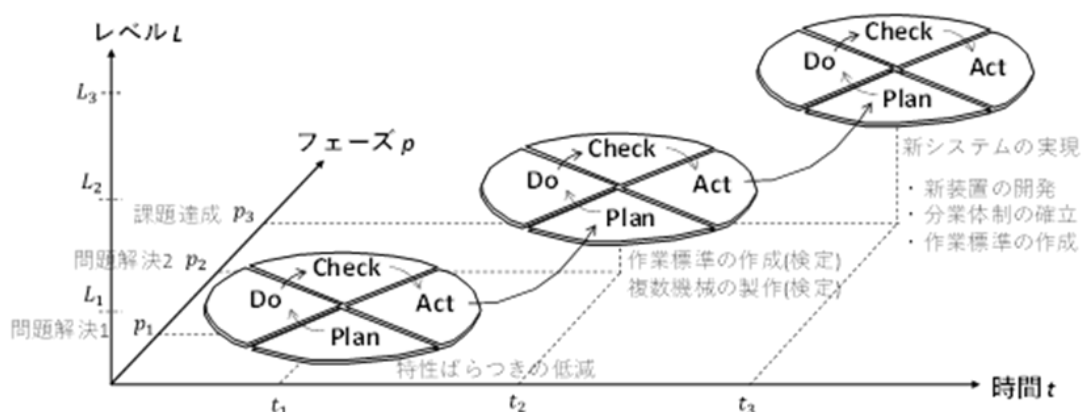 レベル L
L₃
Check
Do
Act
Plan
フェーズ p
新システムの実現
・新装置の開発
・分業体制の確立
・作業標準の作成
L₂
Check
Do
Act
Plan
課題達成 p₃
作業標準の作成(検定)
複数機械の製作(検定)
問題解決2 p₂
Check
Do
Act
Plan
L₁
問題解決1 p₁
特性ばらつきの低減
t₁
t₂
t₃
時間 t